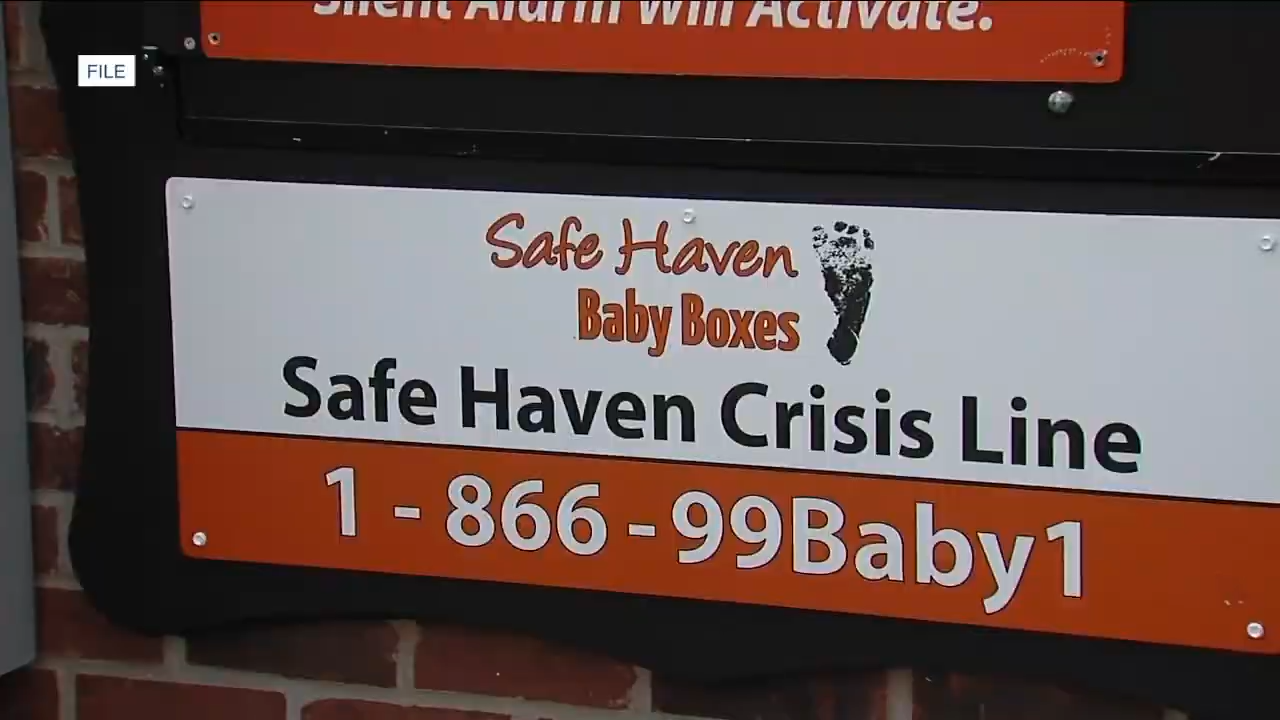 Silent Alarm Will Activate.
FILE
Safe Haven
Baby Boxes
Safe Haven Crisis Line
1 - 866 - 99Baby1